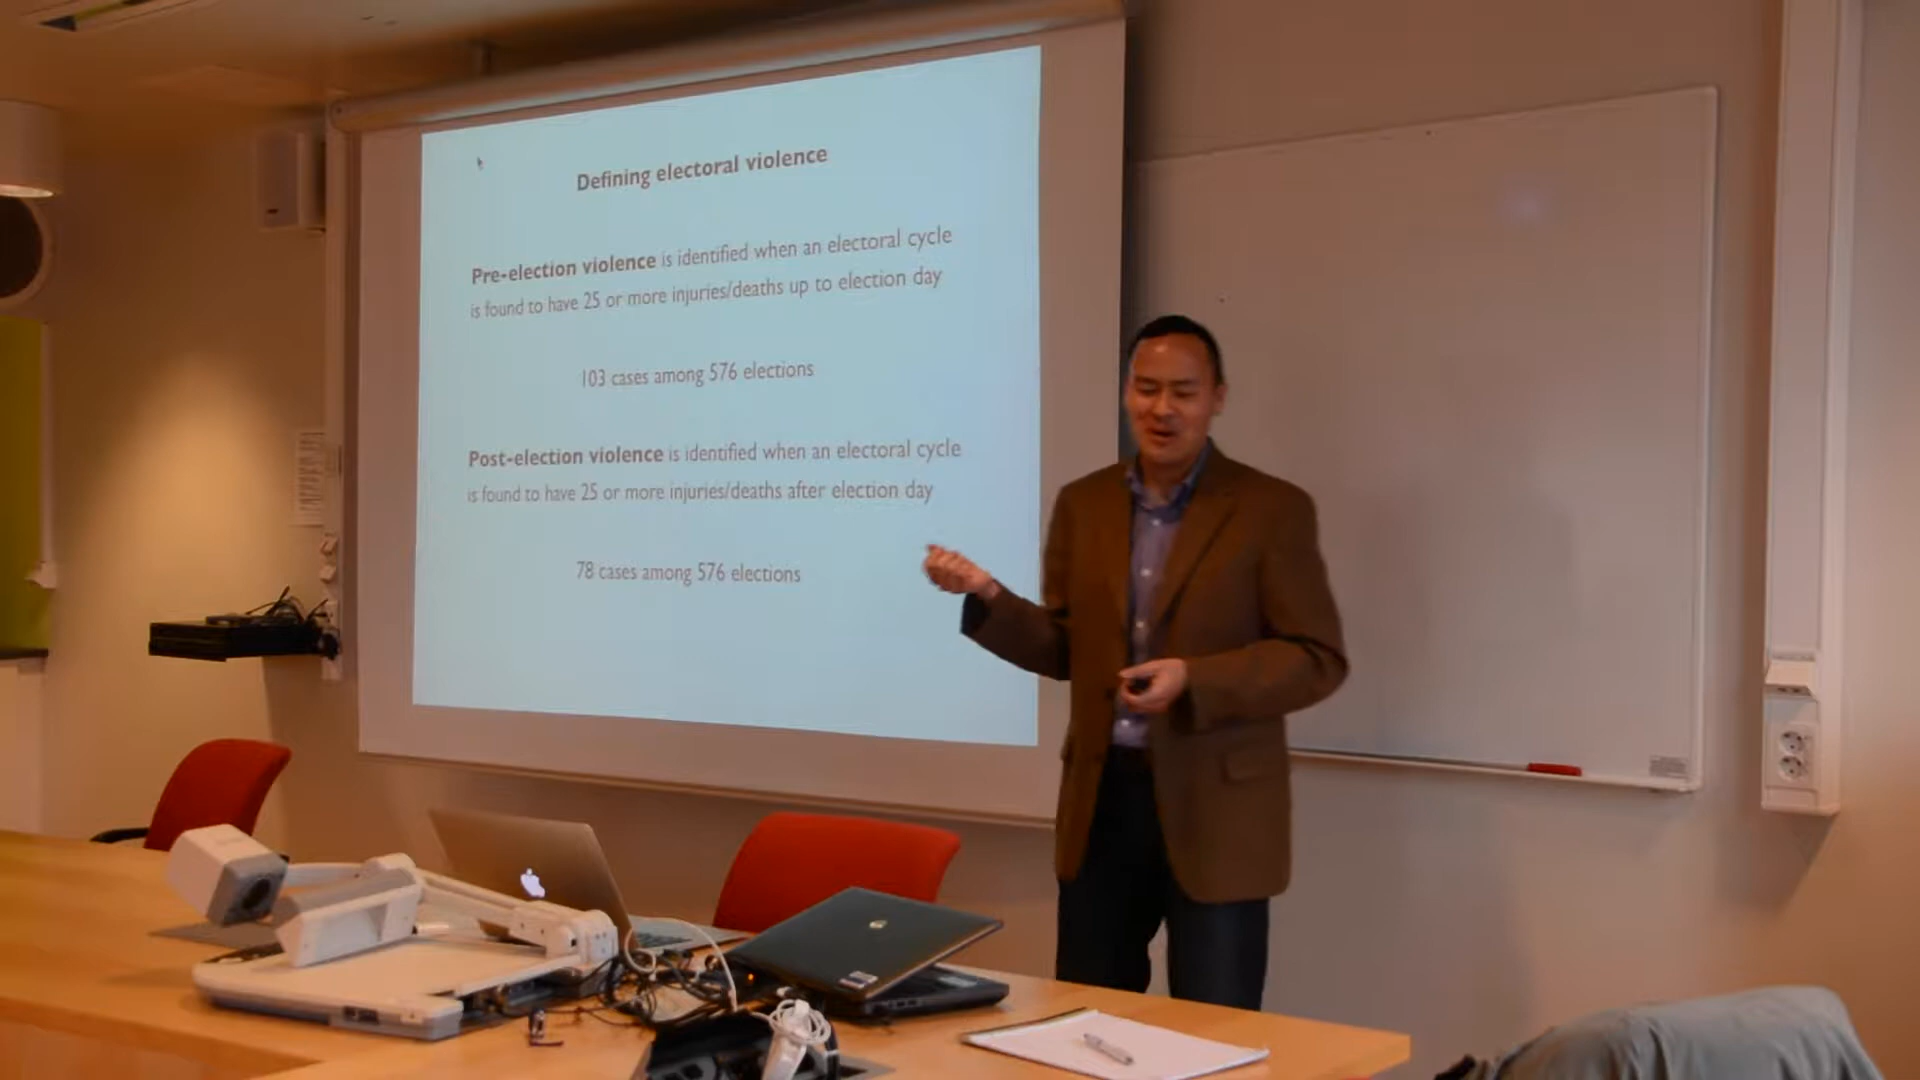 Defining electoral violence
Pre-election violence is identified when an electoral cycle
is found to have 25 or more injuries/deaths up to election day
103 cases among 576 elections
Post-election violence is identified when an electoral cycle
is found to have 25 or more injuries/deaths after election day
78 cases among 576 elections